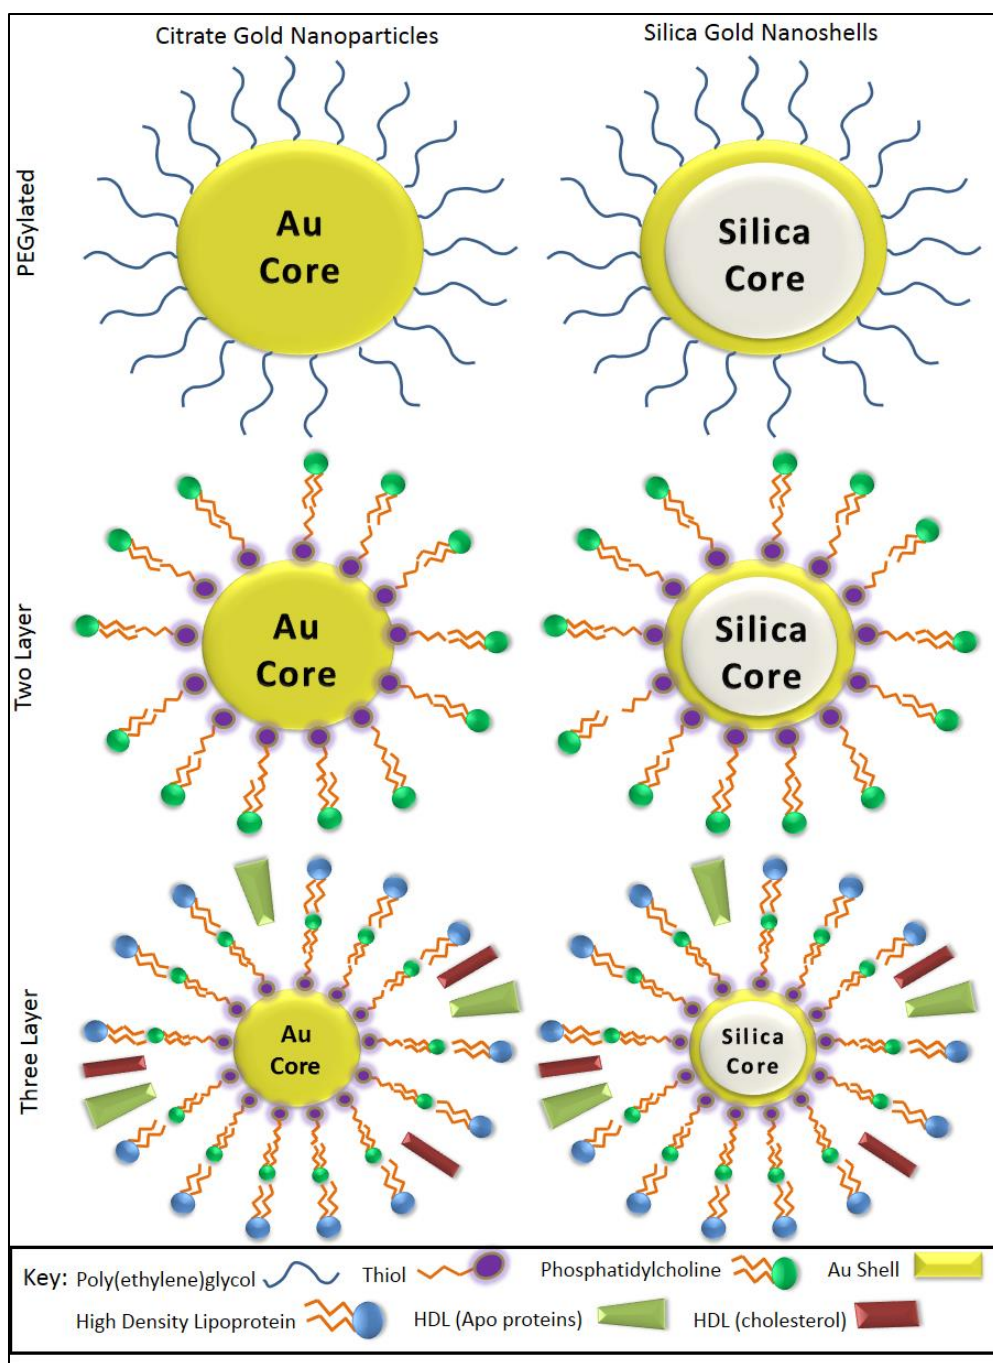 Citrate Gold Nanoparticles
Silica Gold Nanoshells
PEGylated
Au
Core
Silica
Core
Two Layer
Au
Core
Silica
Core
Three Layer
Au
Core
Silica
Core
Key: Poly(ethylene)glycol
Thiol
Phosphatidylcholine
Au Shell
High Density Lipoprotein
HDL (Apo proteins)
HDL (cholesterol)